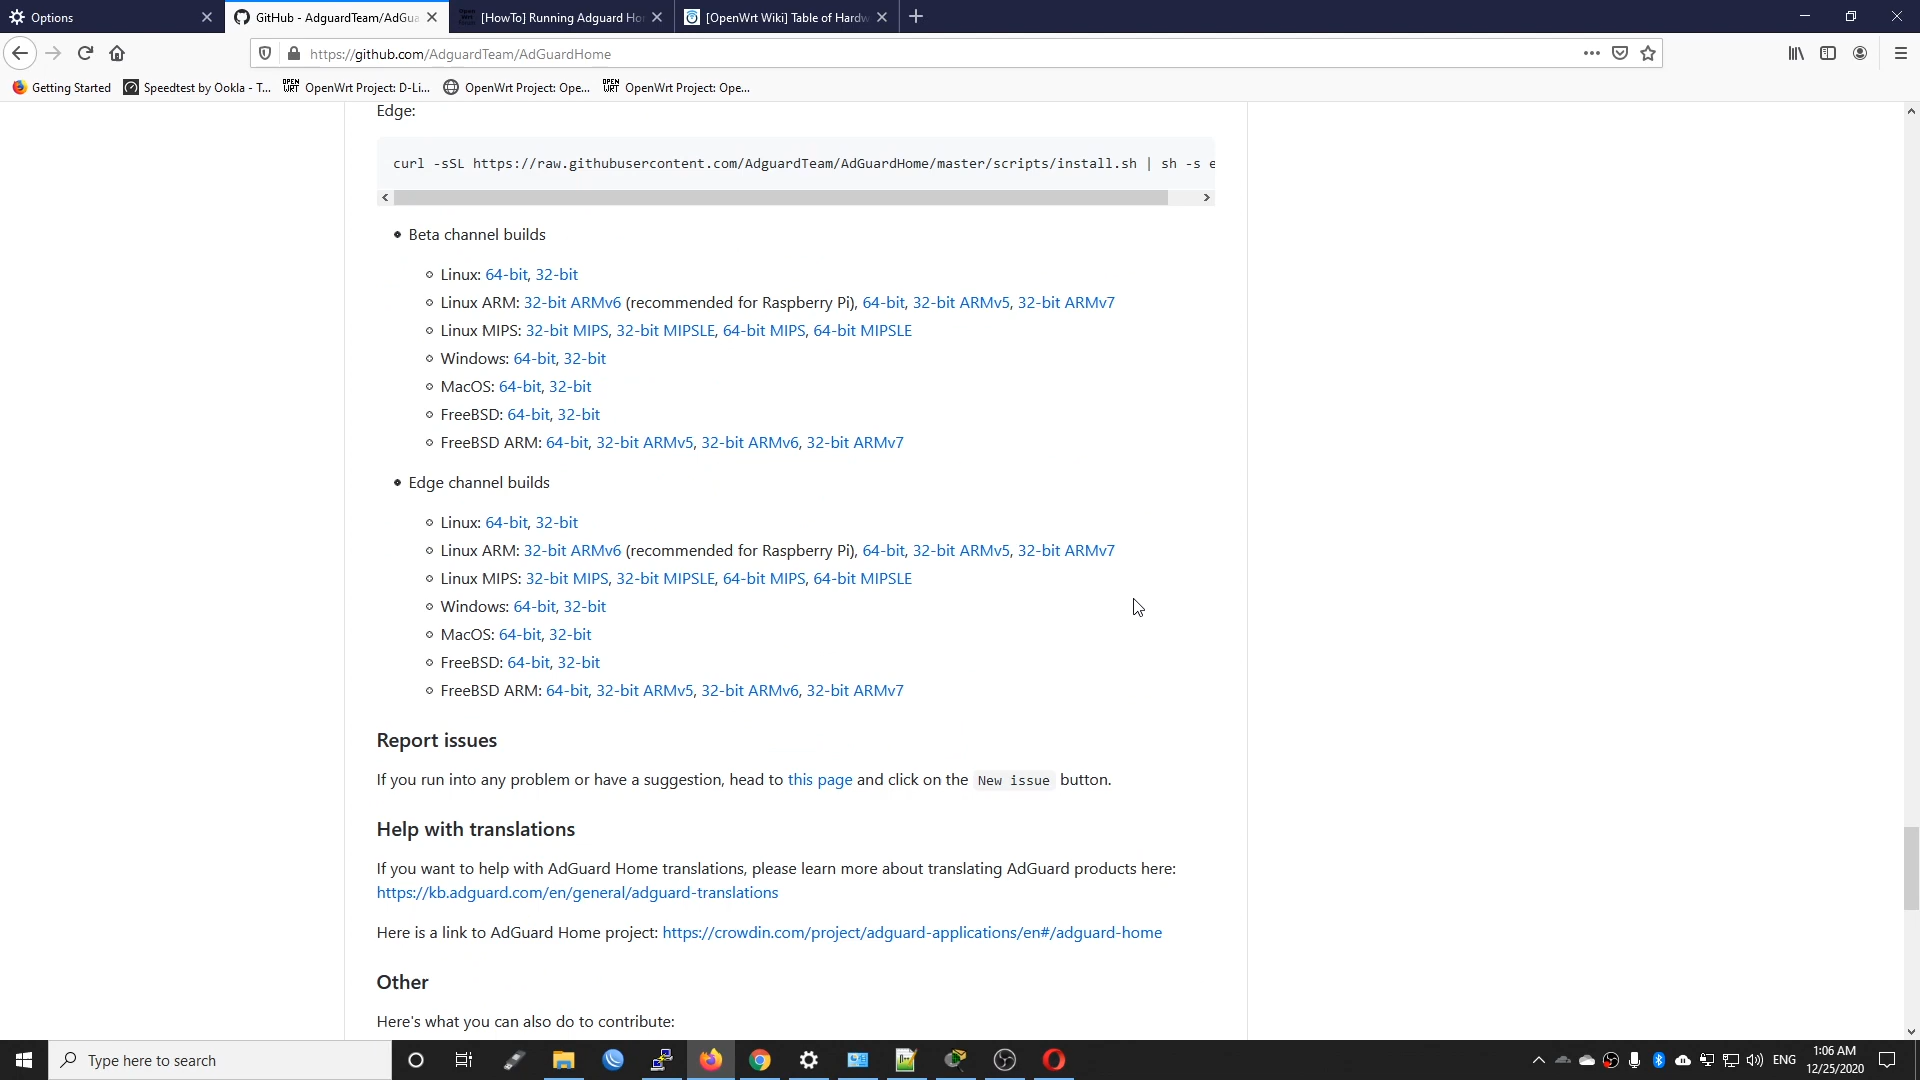 Options
GitHub - AdguardTeam/AdGua
[HowTo] Running Adguard Ho
[OpenWrt Wiki] Table of Hardw
https://github.com/AdguardTeam/AdGuardHome
Getting Started
Speedtest by Ookla - T...
OPEN WRT
OpenWrt Project: D-Li...
OpenWrt Project: Ope...
OPEN WRT
OpenWrt Project: Ope...
Edge:
curl -sSL https://raw.githubusercontent.com/AdguardTeam/AdGuardHome/master/scripts/install.sh | sh -s e
Beta channel builds
Linux: 64-bit, 32-bit
Linux ARM: 32-bit ARMv6 (recommended for Raspberry Pi), 64-bit, 32-bit ARMv5, 32-bit ARMv7
Linux MIPS: 32-bit MIPS, 32-bit MIPSLE, 64-bit MIPS, 64-bit MIPSLE
Windows: 64-bit, 32-bit
MacOS: 64-bit, 32-bit
FreeBSD: 64-bit, 32-bit
FreeBSD ARM: 64-bit, 32-bit ARMv5, 32-bit ARMv6, 32-bit ARMv7
Edge channel builds
Linux: 64-bit, 32-bit
Linux ARM: 32-bit ARMv6 (recommended for Raspberry Pi), 64-bit, 32-bit ARMv5, 32-bit ARMv7
Linux MIPS: 32-bit MIPS, 32-bit MIPSLE, 64-bit MIPS, 64-bit MIPSLE
Windows: 64-bit, 32-bit
MacOS: 64-bit, 32-bit
FreeBSD: 64-bit, 32-bit
FreeBSD ARM: 64-bit, 32-bit ARMv5, 32-bit ARMv6, 32-bit ARMv7
Report issues
If you run into any problem or have a suggestion, head to this page and click on the New issue button.
Help with translations
If you want to help with AdGuard Home translations, please learn more about translating AdGuard products here:
https://kb.adguard.com/en/general/adguard-translations
Here is a link to AdGuard Home project: https://crowdin.com/project/adguard-applications/en#/adguard-home
Other
Here's what you can also do to contribute:
Type here to search
ENG
1:06 AM
12/25/2020